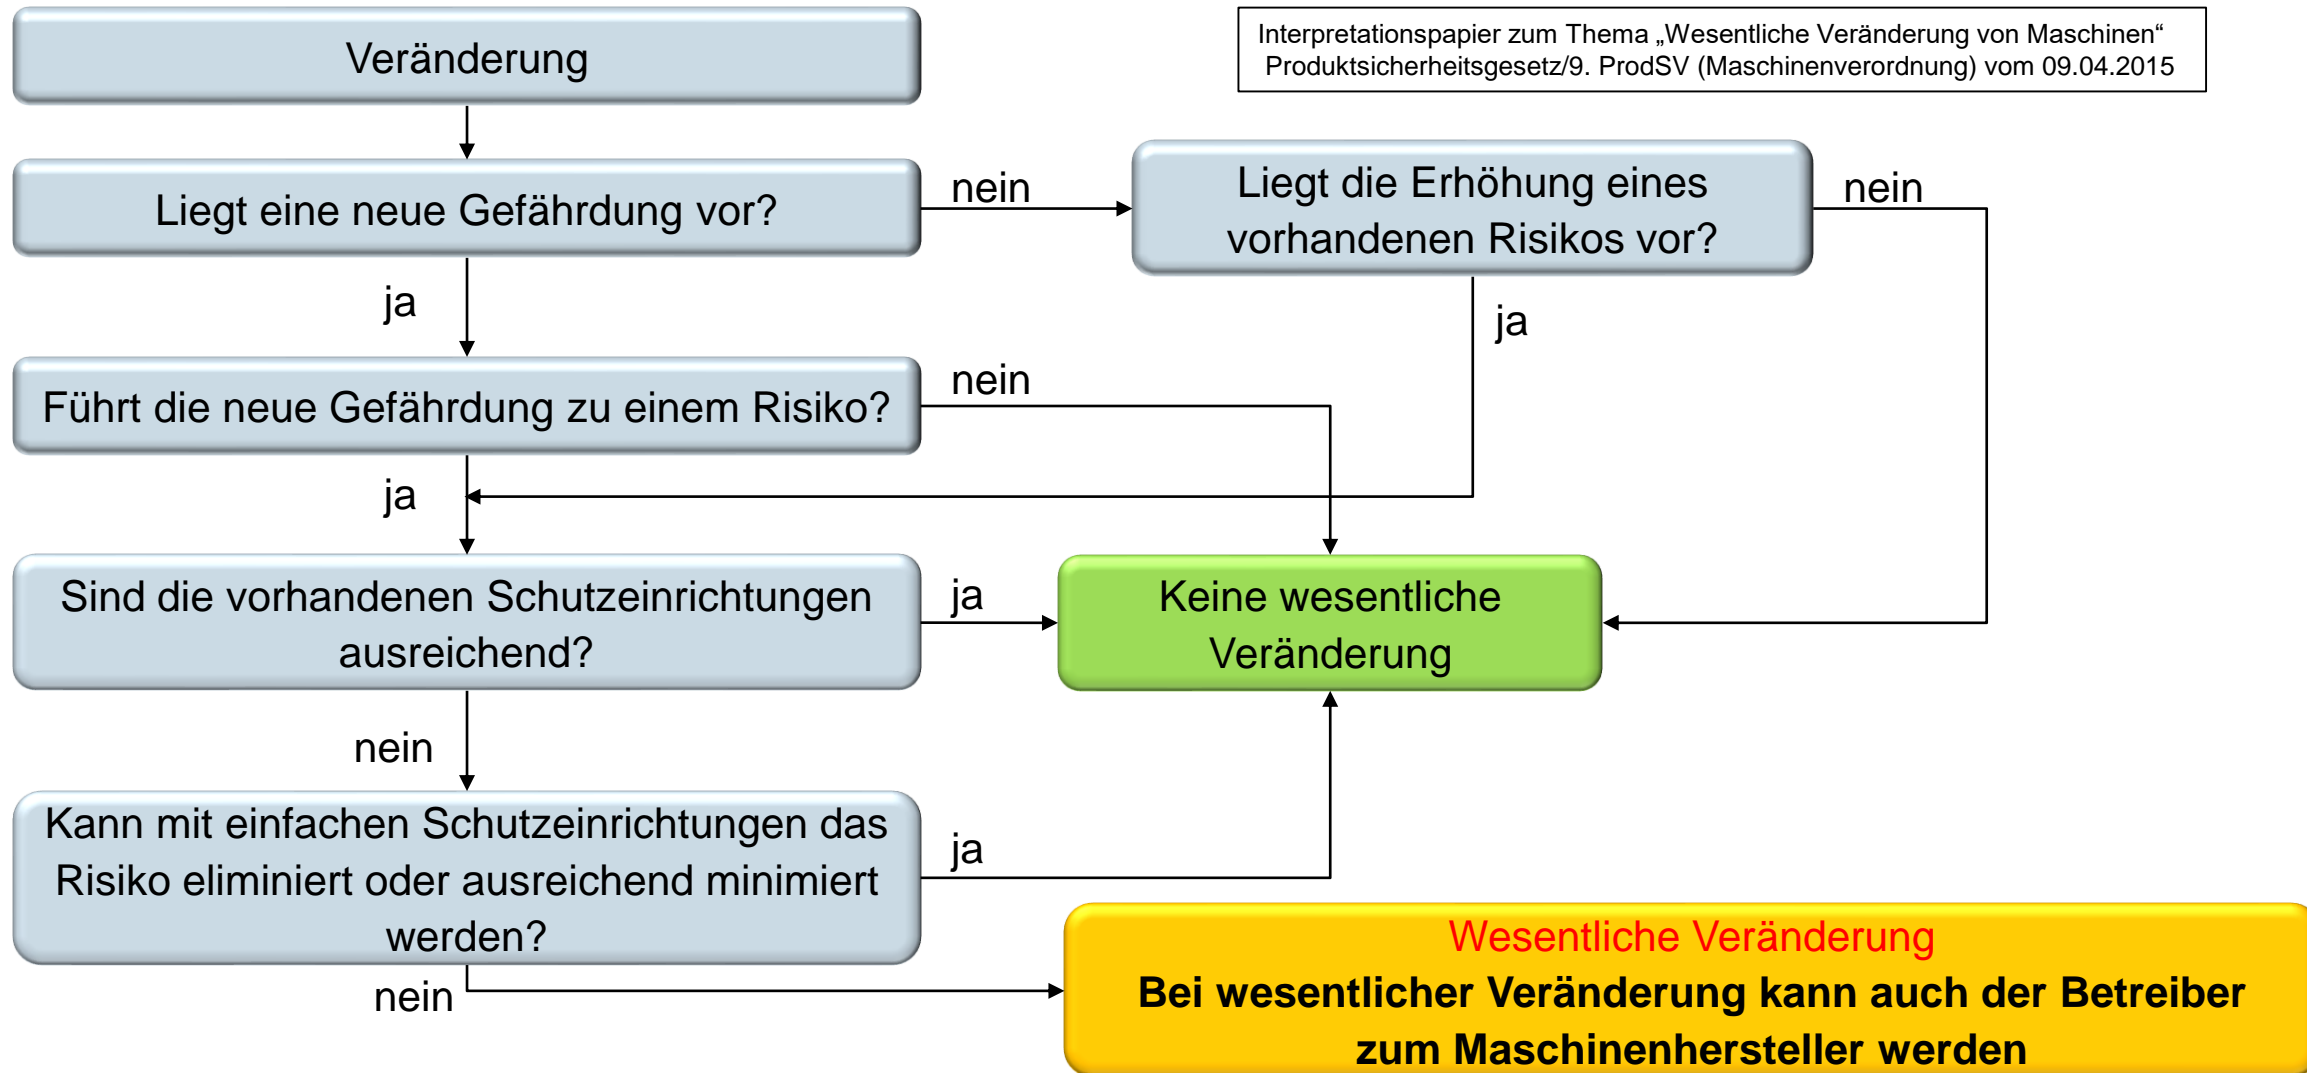 Veränderung
Interpretationspapier zum Thema „Wesentliche Veränderung von Maschinen“
Produktsicherheitsgesetz/9. ProdSV (Maschinenverordnung) vom 09.04.2015
Liegt eine neue Gefährdung vor?
nein
Liegt die Erhöhung eines
vorhandenen Risikos vor?
nein
ja
ja
Führt die neue Gefährdung zu einem Risiko?
nein
ja
Sind die vorhandenen Schutzeinrichtungen
ausreichend?
ja
Keine wesentliche
Veränderung
nein
Kann mit einfachen Schutzeinrichtungen das
Risiko eliminiert oder ausreichend minimiert
werden?
ja
nein
Wesentliche Veränderung
Bei wesentlicher Veränderung kann auch der Betreiber
zum Maschinenhersteller werden